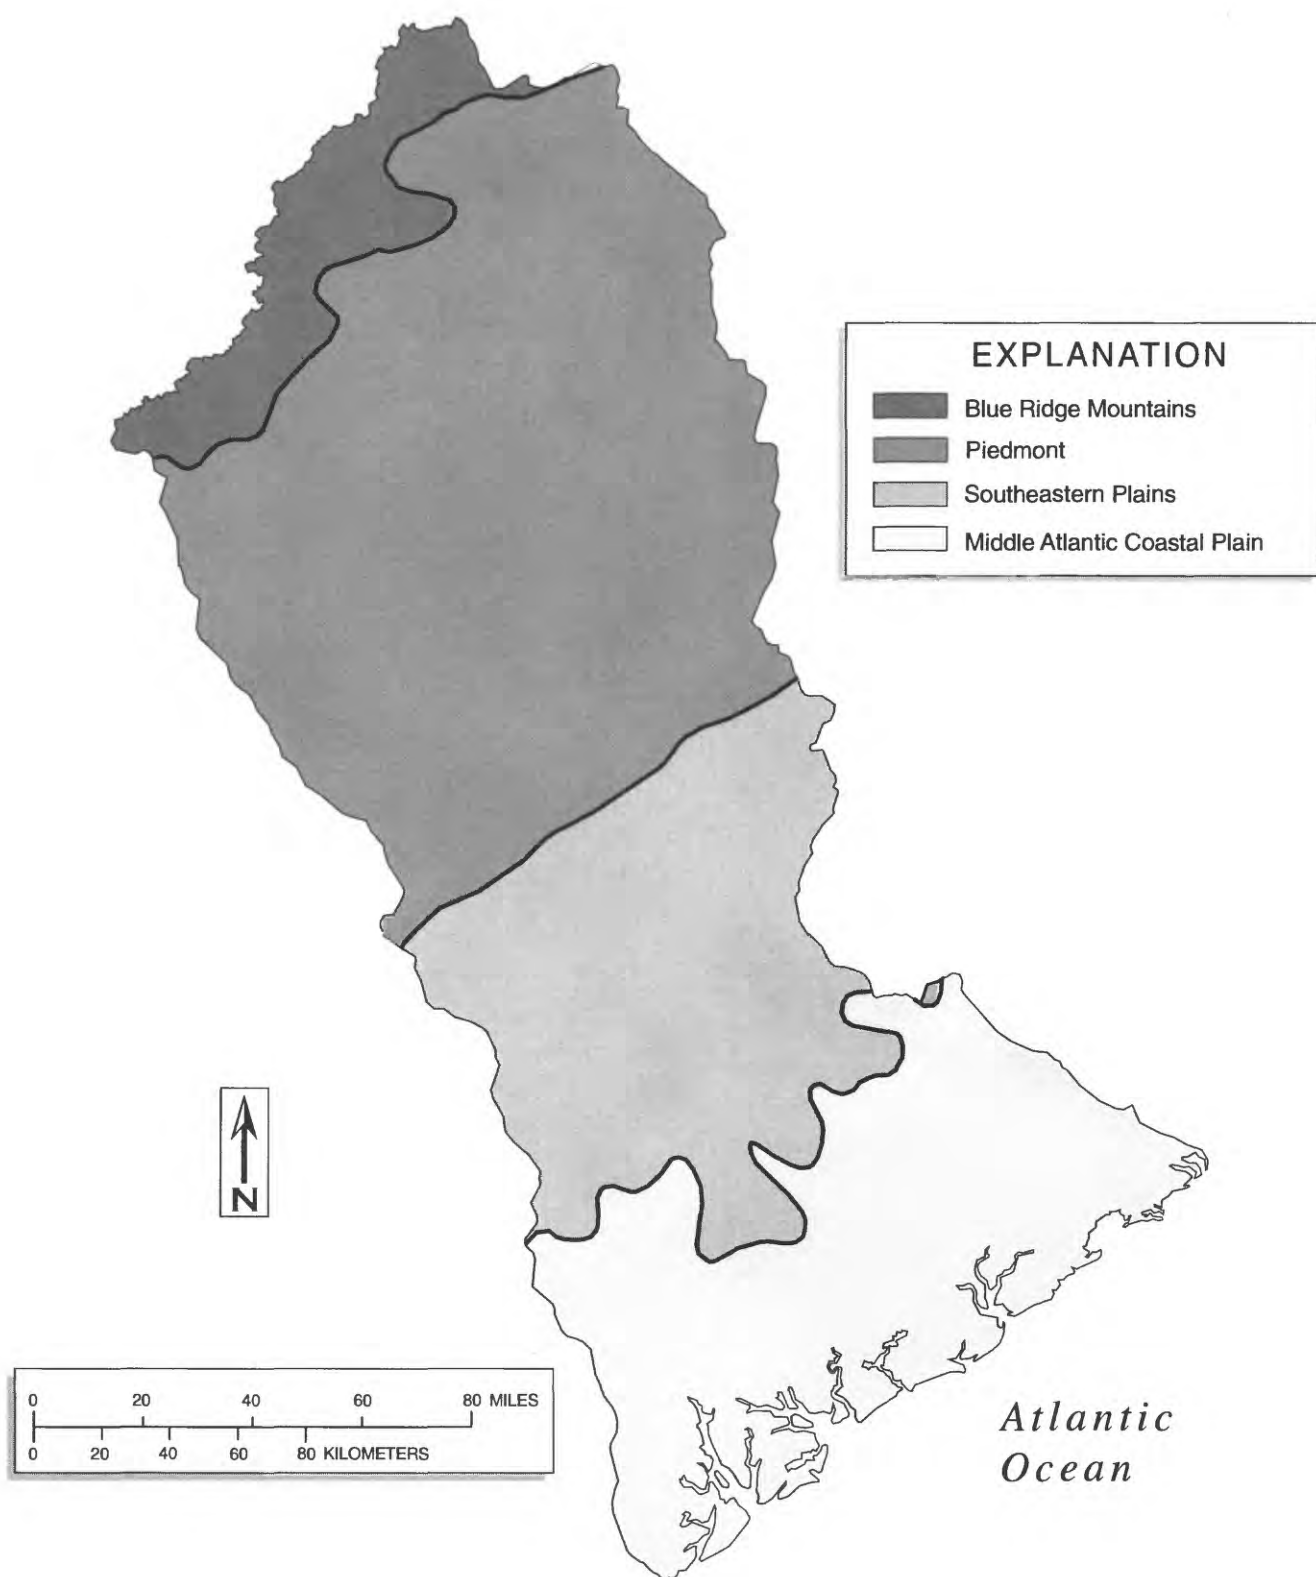 EXPLANATION
Blue Ridge Mountains
Piedmont
Southeastern Plains
Middle Atlantic Coastal Plain
N
0 20 40 60 80 MILES
0 20 40 60 80 KILOMETERS
Atlantic
Ocean